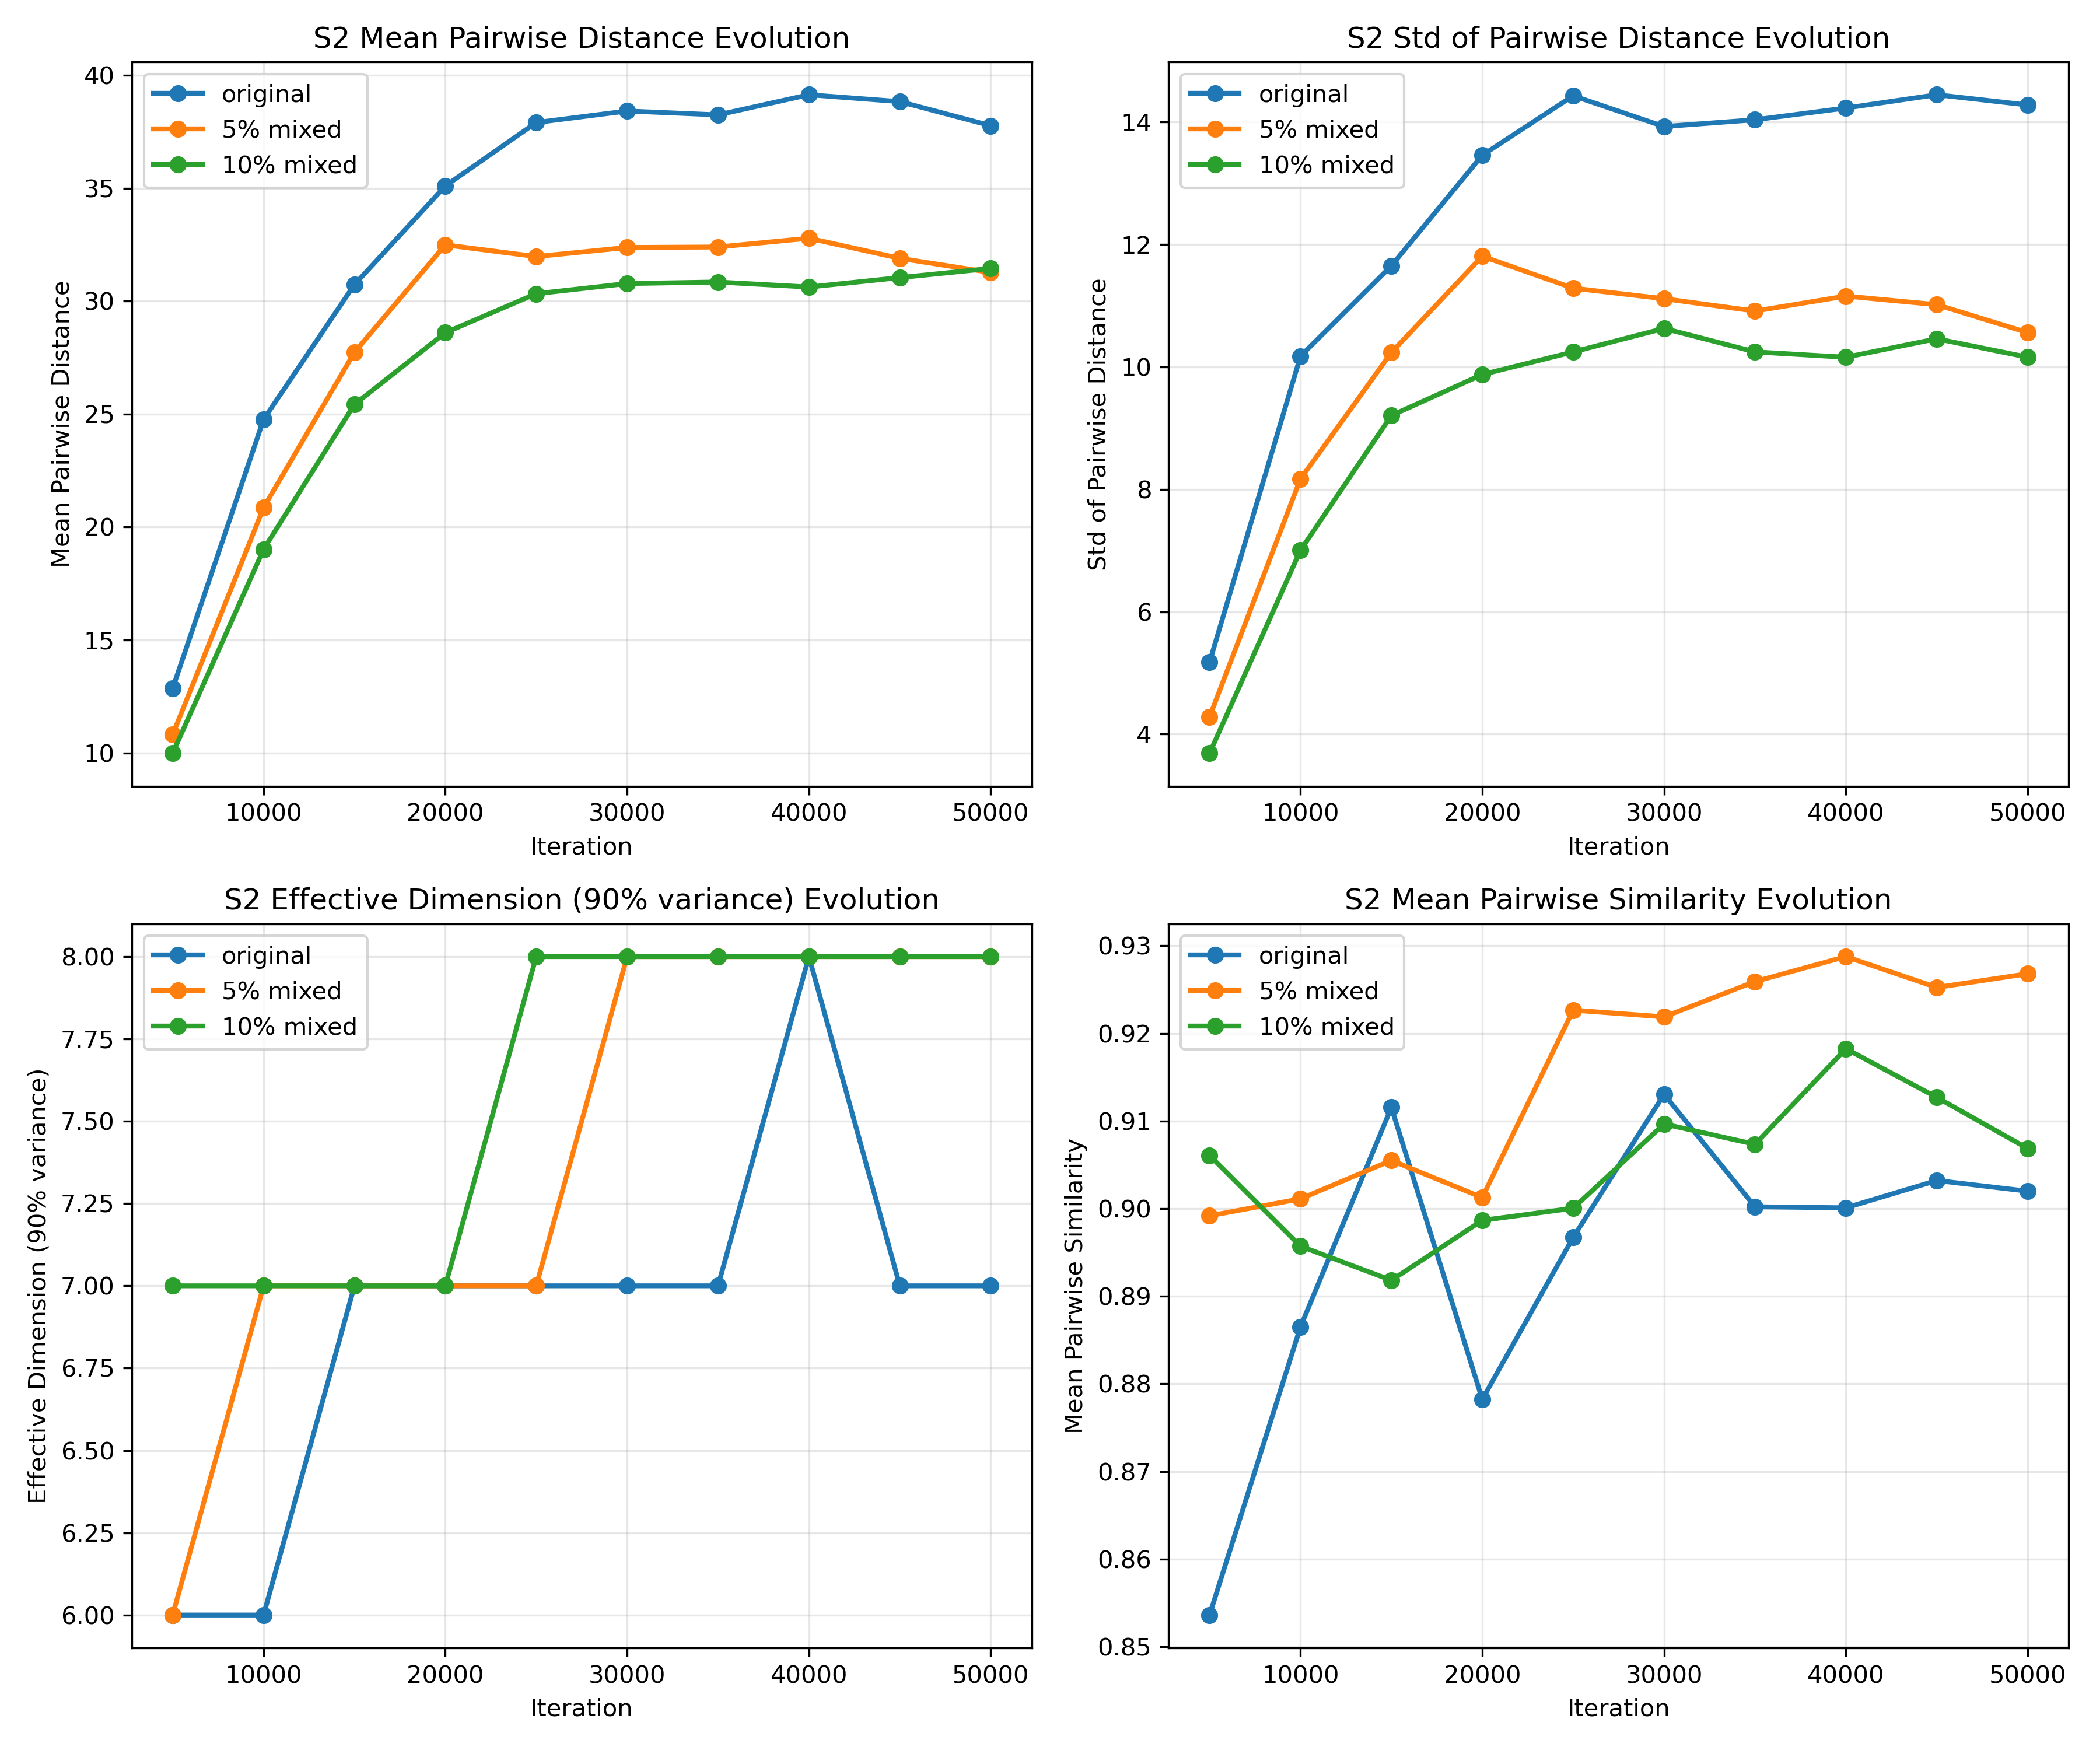 S2 Mean Pairwise Distance Evolution
40
35
30
25
20
15
10
Mean Pairwise Distance
original
5% mixed
10% mixed
10000 20000 30000 40000 50000
Iteration
S2 Std of Pairwise Distance Evolution
14
12
10
8
6
4
Std of Pairwise Distance
original
5% mixed
10% mixed
10000 20000 30000 40000 50000
Iteration
S2 Effective Dimension (90% variance) Evolution
8.00
7.75
7.50
7.25
7.00
6.75
6.50
6.25
6.00
Effective Dimension (90% variance)
original
5% mixed
10% mixed
10000 20000 30000 40000 50000
Iteration
S2 Mean Pairwise Similarity Evolution
0.93
0.92
0.91
0.90
0.89
0.88
0.87
0.86
0.85
Mean Pairwise Similarity
original
5% mixed
10% mixed
10000 20000 30000 40000 50000
Iteration